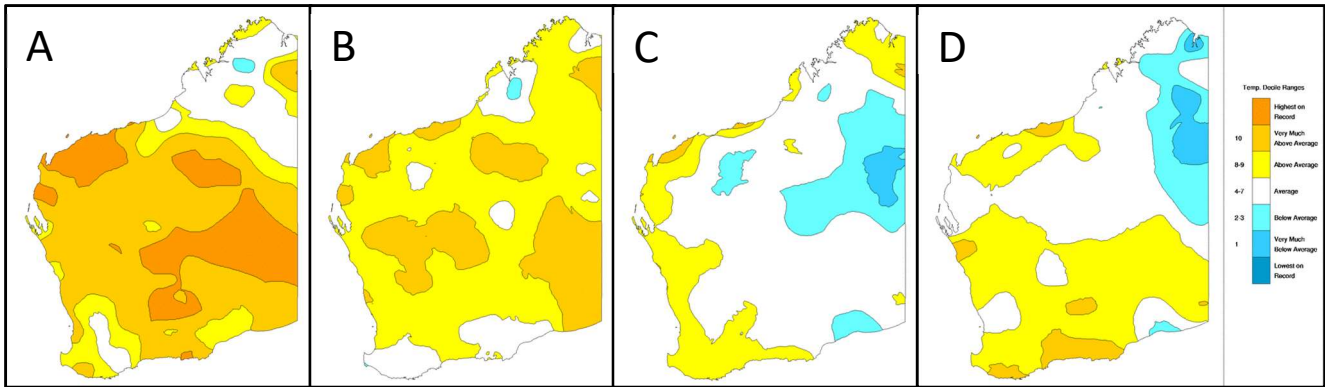 A
B
C
D
Temp. Decile Ranges
Highest on
Record
10
Very Much
Above Average
8-9
Above Average
4-7
Average
2-3
Below Average
1
Very Much
Below Average
Lowest on
Record